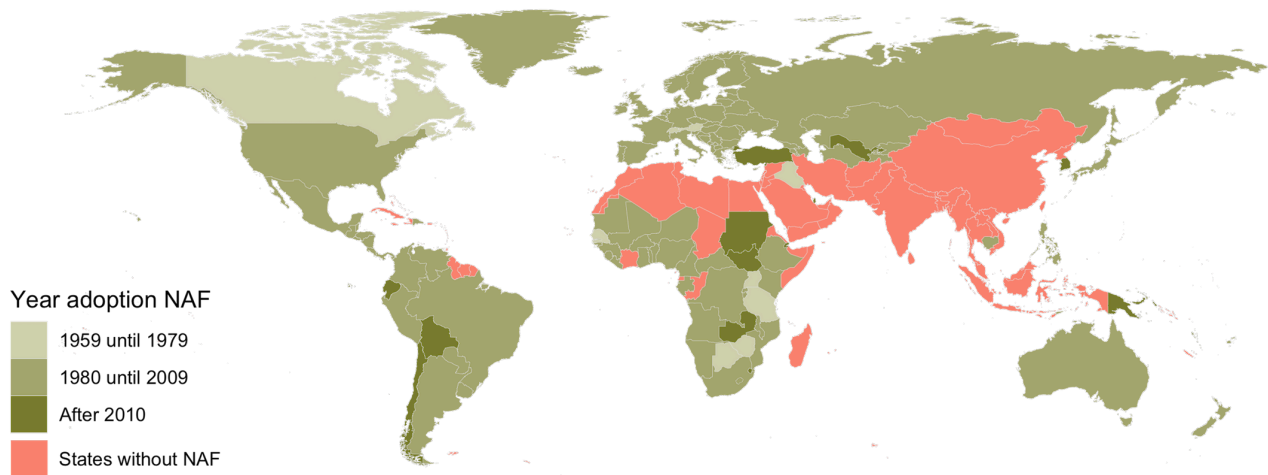 Year adoption NAF
1959 until 1979
1980 until 2009
After 2010
States without NAF